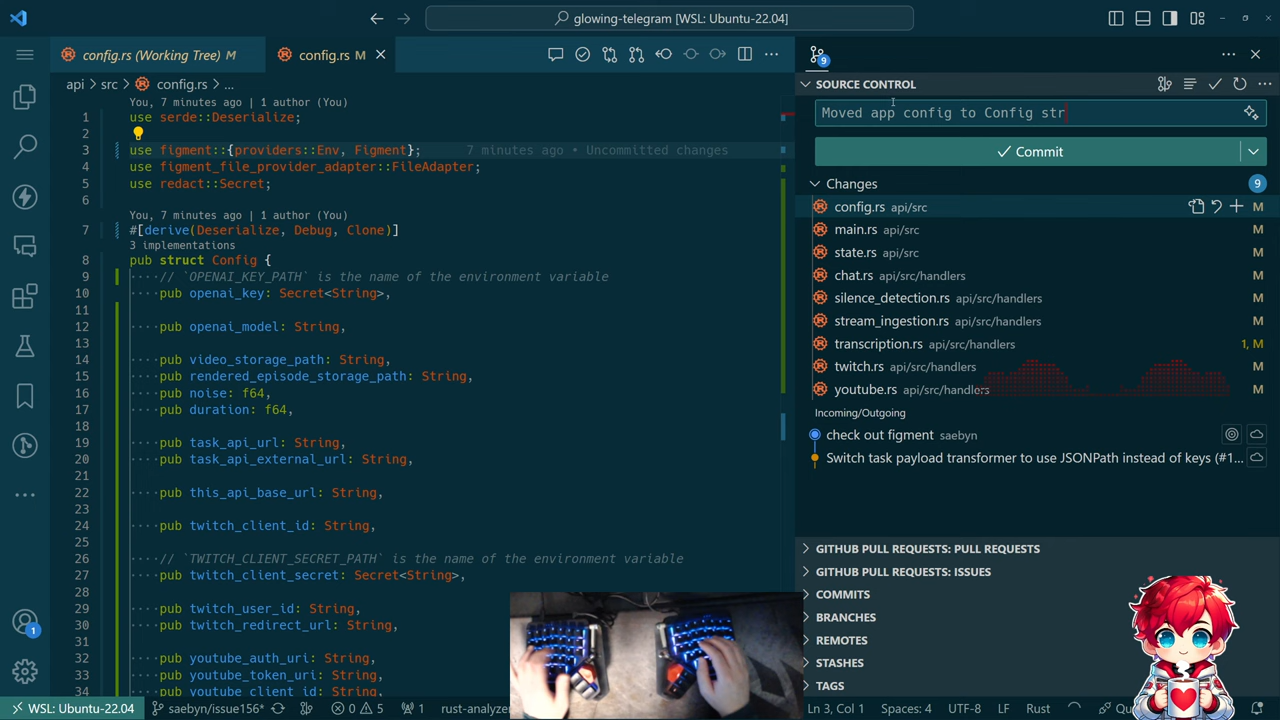 glowing-telegram [WSL: Ubuntu-22.04]
config.rs (Working Tree) M
config.rs M
api > src > config.rs > ...
You, 7 minutes ago | 1 author (You)
1 use serde::Deserialize;
2
3 use figment::{providers::Env, Figment}; 7 minutes ago • Uncommitted changes
4 use figment_file_provider_adapter::FileAdapter;
5 use redact::Secret;
6
You, 7 minutes ago | 1 author (You)
7 #[derive(Deserialize, Debug, Clone)]
3 implementations
8 pub struct Config {
9 ····// `OPENAI_KEY_PATH` is the name of the environment variable
10 ····pub openai_key: Secret<String>,
11
12 ····pub openai_model: String,
13
14 ····pub video_storage_path: String,
15 ····pub rendered_episode_storage_path: String,
16 ····pub noise: f64,
17 ····pub duration: f64,
18
19 ····pub task_api_url: String,
20 ····pub task_api_external_url: String,
21
22 ····pub this_api_base_url: String,
23
24 ····pub twitch_client_id: String,
25
26 ····// `TWITCH_CLIENT_SECRET_PATH` is the name of the environment variable
27 ····pub twitch_client_secret: Secret<String>,
28
29 ····pub twitch_user_id: String,
30 ····pub twitch_redirect_url: String,
31
32 ····pub youtube_auth_uri: String,
33 ····pub youtube_token_uri: String,
34 ····pub youtube_client_id: String,
9
SOURCE CONTROL
Moved app config to Config str
Commit
Changes 9
config.rs api/src M
main.rs api/src M
state.rs api/src M
chat.rs api/src/handlers M
silence_detection.rs api/src/handlers M
stream_ingestion.rs api/src/handlers M
transcription.rs api/src/handlers 1, M
twitch.rs api/src/handlers M
youtube.rs api/src/handlers M
Incoming/Outgoing
check out figment saebyn
Switch task payload transformer to use JSONPath instead of keys (#1...
GITHUB PULL REQUESTS: PULL REQUESTS
GITHUB PULL REQUESTS: ISSUES
COMMITS
BRANCHES
REMOTES
STASHES
TAGS
1
WSL: Ubuntu-22.04
saebyn/issue156*
0 5
1
rust-analyzer
Ln 3, Col 1
Spaces: 4
UTF-8
LF
Rust